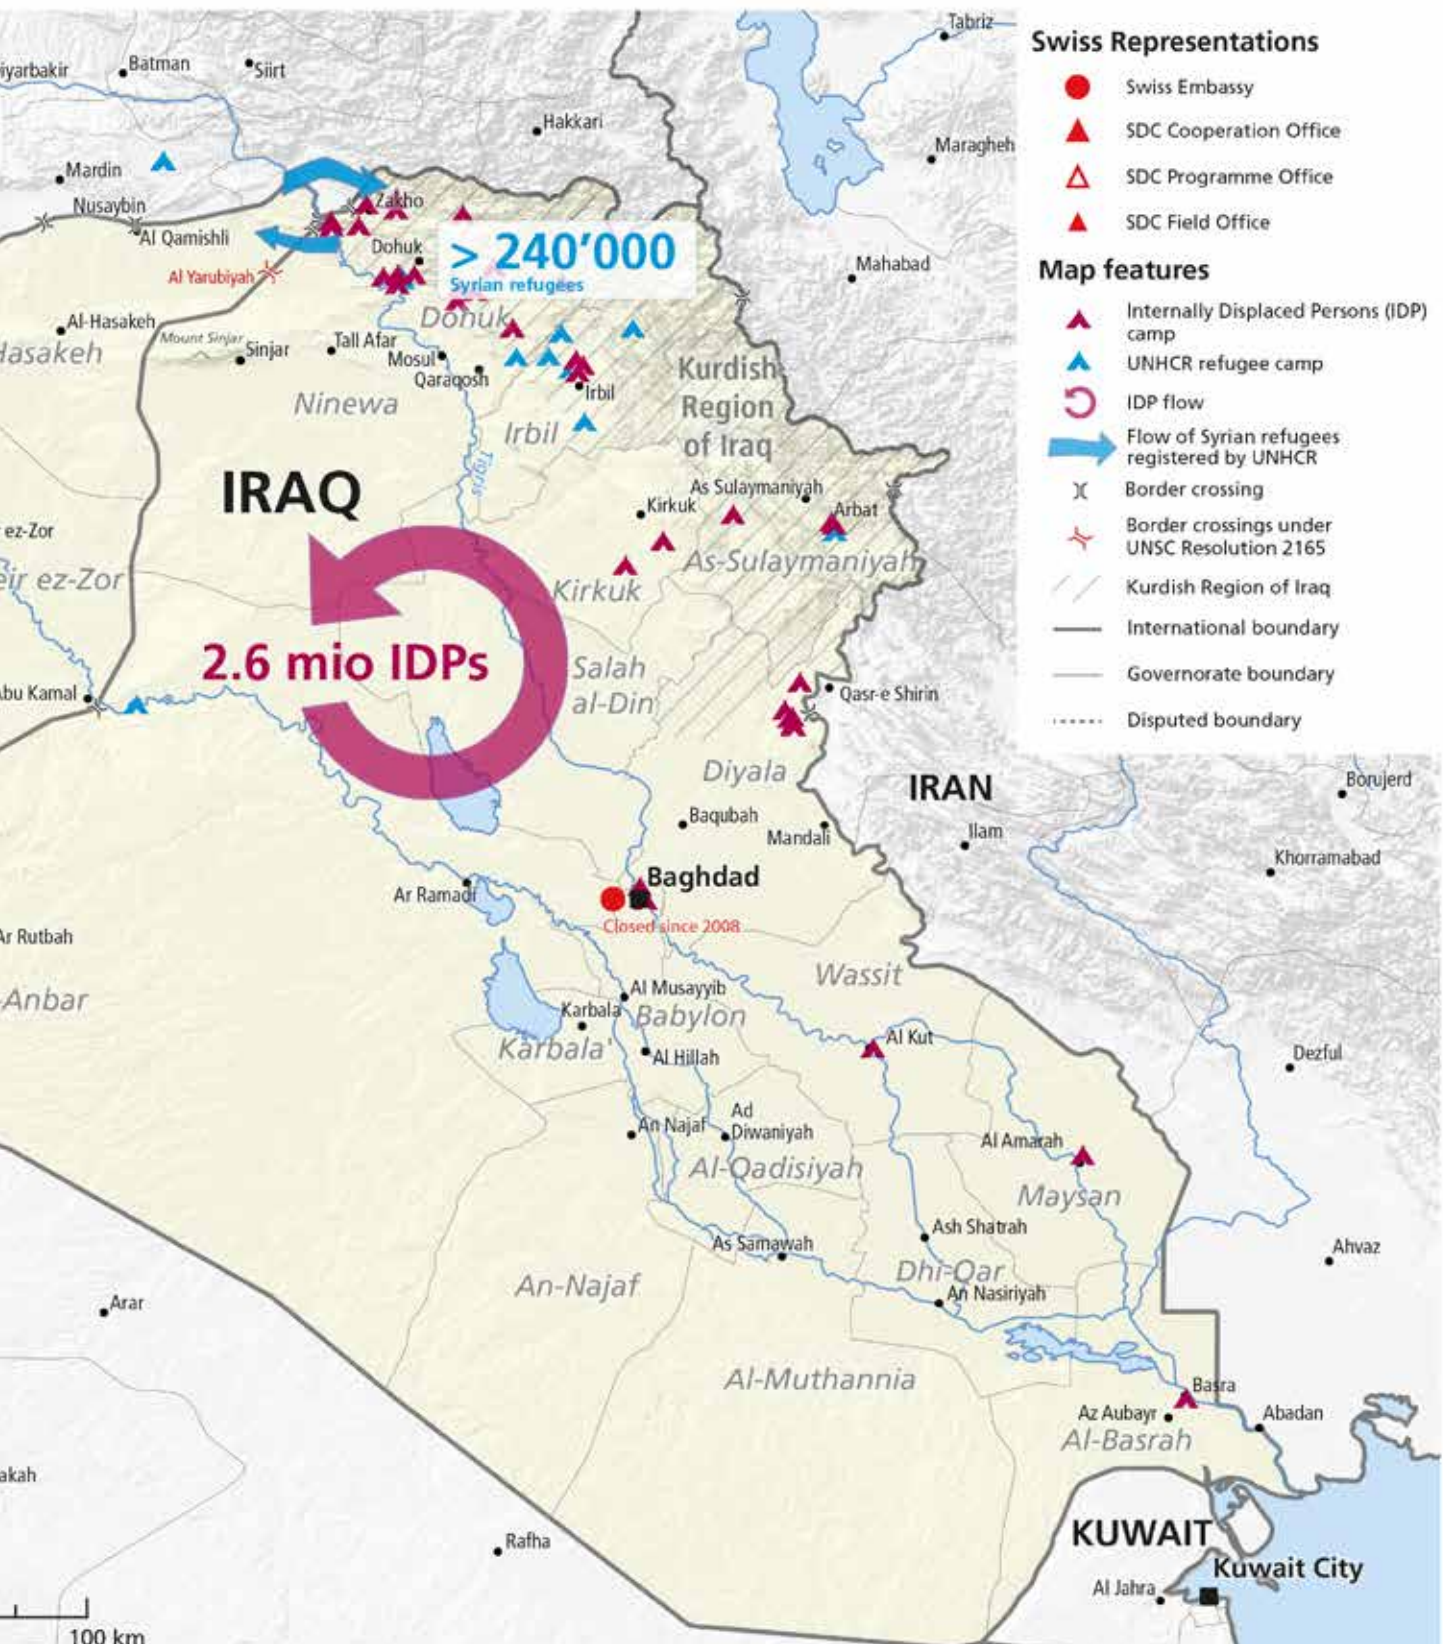 Tabriz
Batman
Siirt
iyarbakir
Hakkari
Maragheh
Mardin
Nusaybin
Zakho
Al Qamishli
Dohuk
> 240’000
Syrian refugees
Al Yarubiyah
Mahabad
Al-Hasakeh
Dohuk
Hasakeh
Mount Sinjar
Sinjar
Tall Afar
Mosul
Qaraqosh
Irbil
Kurdish
Region
of Iraq
Ninewa
Irbil
Tigris
IRAQ
As Sulaymaniyah
Kirkuk
Arbat
ez-Zor
As-Sulaymaniyah
eir ez-Zor
Kirkuk
2.6 mio IDPs
Salah
al-Din
Abu Kamal
Qasr-e Shirin
Diyala
IRAN
Borujerd
Baqubah
Mandali
Ilam
Khorramabad
Baghdad
Ar Ramadi
Closed since 2008
Ar Rutbah
Wassit
-Anbar
Al Musayyib
Karbala
Babylon
Al Kut
Karbala'
Al Hillah
Dezful
Ad
Diwaniyah
An Najaf
Al Amarah
Al-Qadisiyah
Maysan
Ash Shatrah
As Samawah
Ahvaz
Dhi-Qar
An-Najaf
An Nasiriyah
Arar
Al-Muthannia
Basra
Az Aubayr
Abadan
Al-Basrah
akah
KUWAIT
Rafha
Kuwait City
Al Jahra
100 km
Swiss Representations
Swiss Embassy
SDC Cooperation Office
SDC Programme Office
SDC Field Office
Map features
Internally Displaced Persons (IDP)
camp
UNHCR refugee camp
IDP flow
Flow of Syrian refugees
registered by UNHCR
Border crossing
Border crossings under
UNSC Resolution 2165
Kurdish Region of Iraq
International boundary
Governorate boundary
Disputed boundary